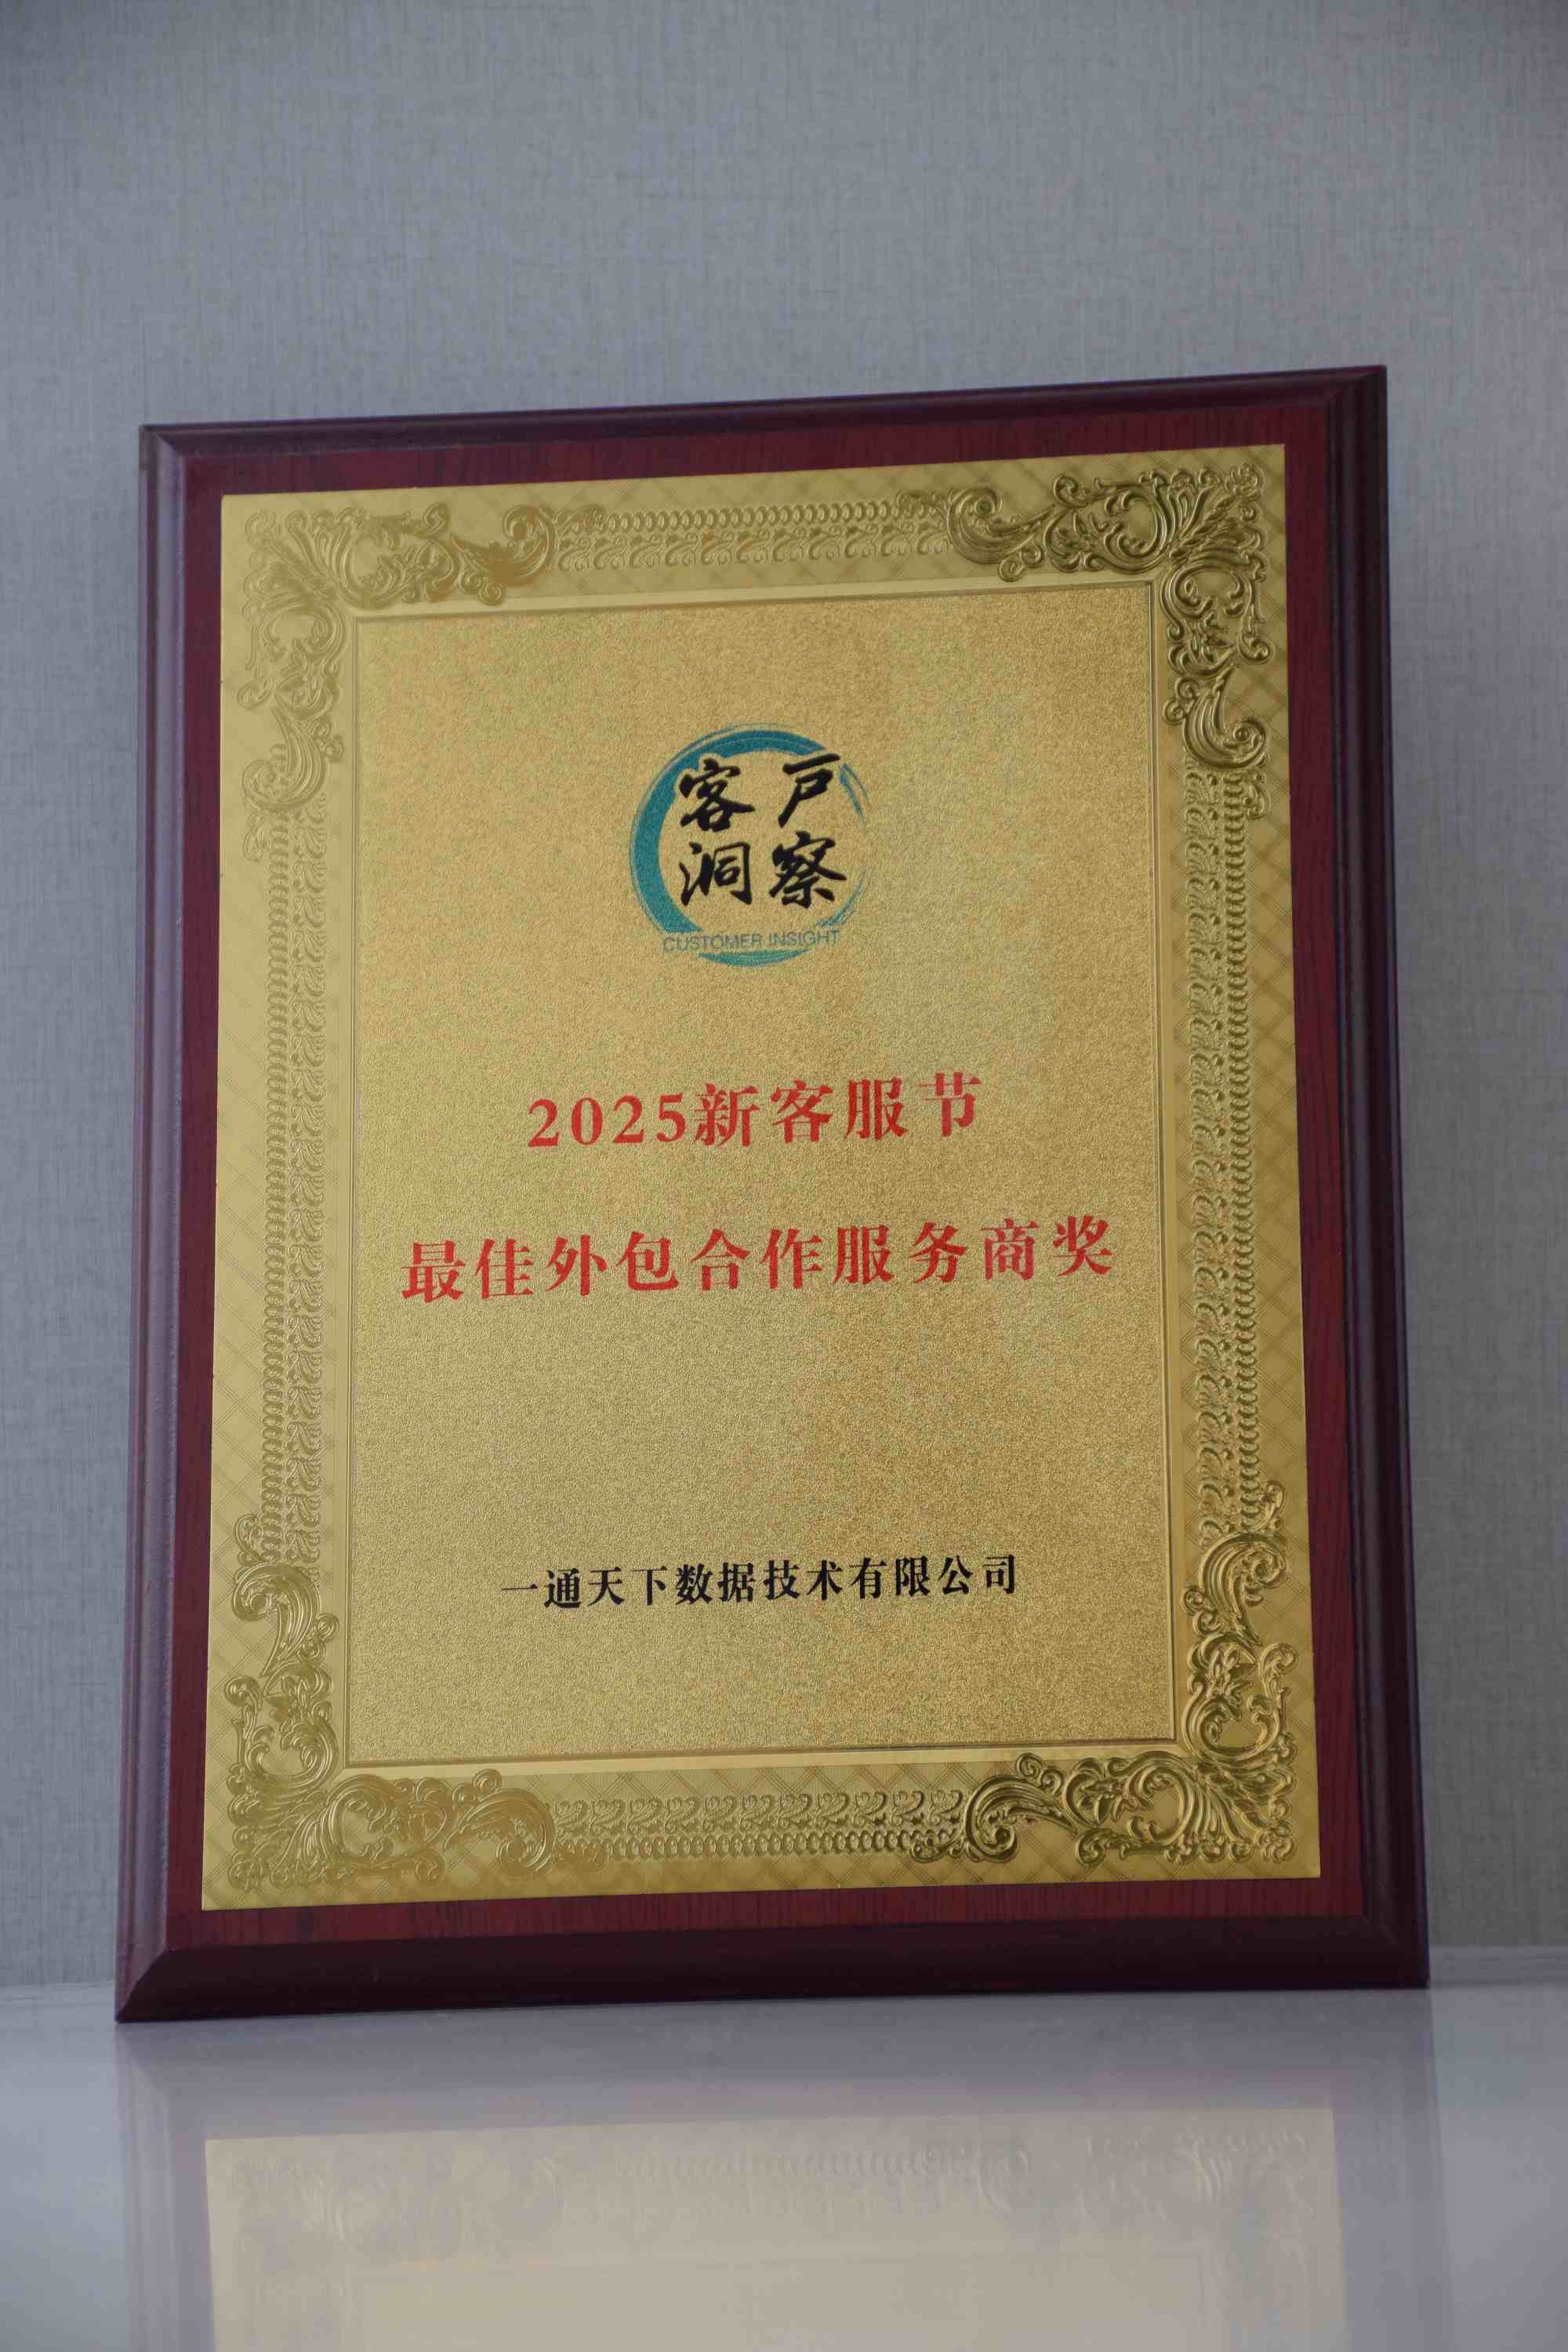 客户
洞察
CUSTOMER INSIGHT
2025新客服节
最佳外包合作服务商奖
一通天下数据技术有限公司